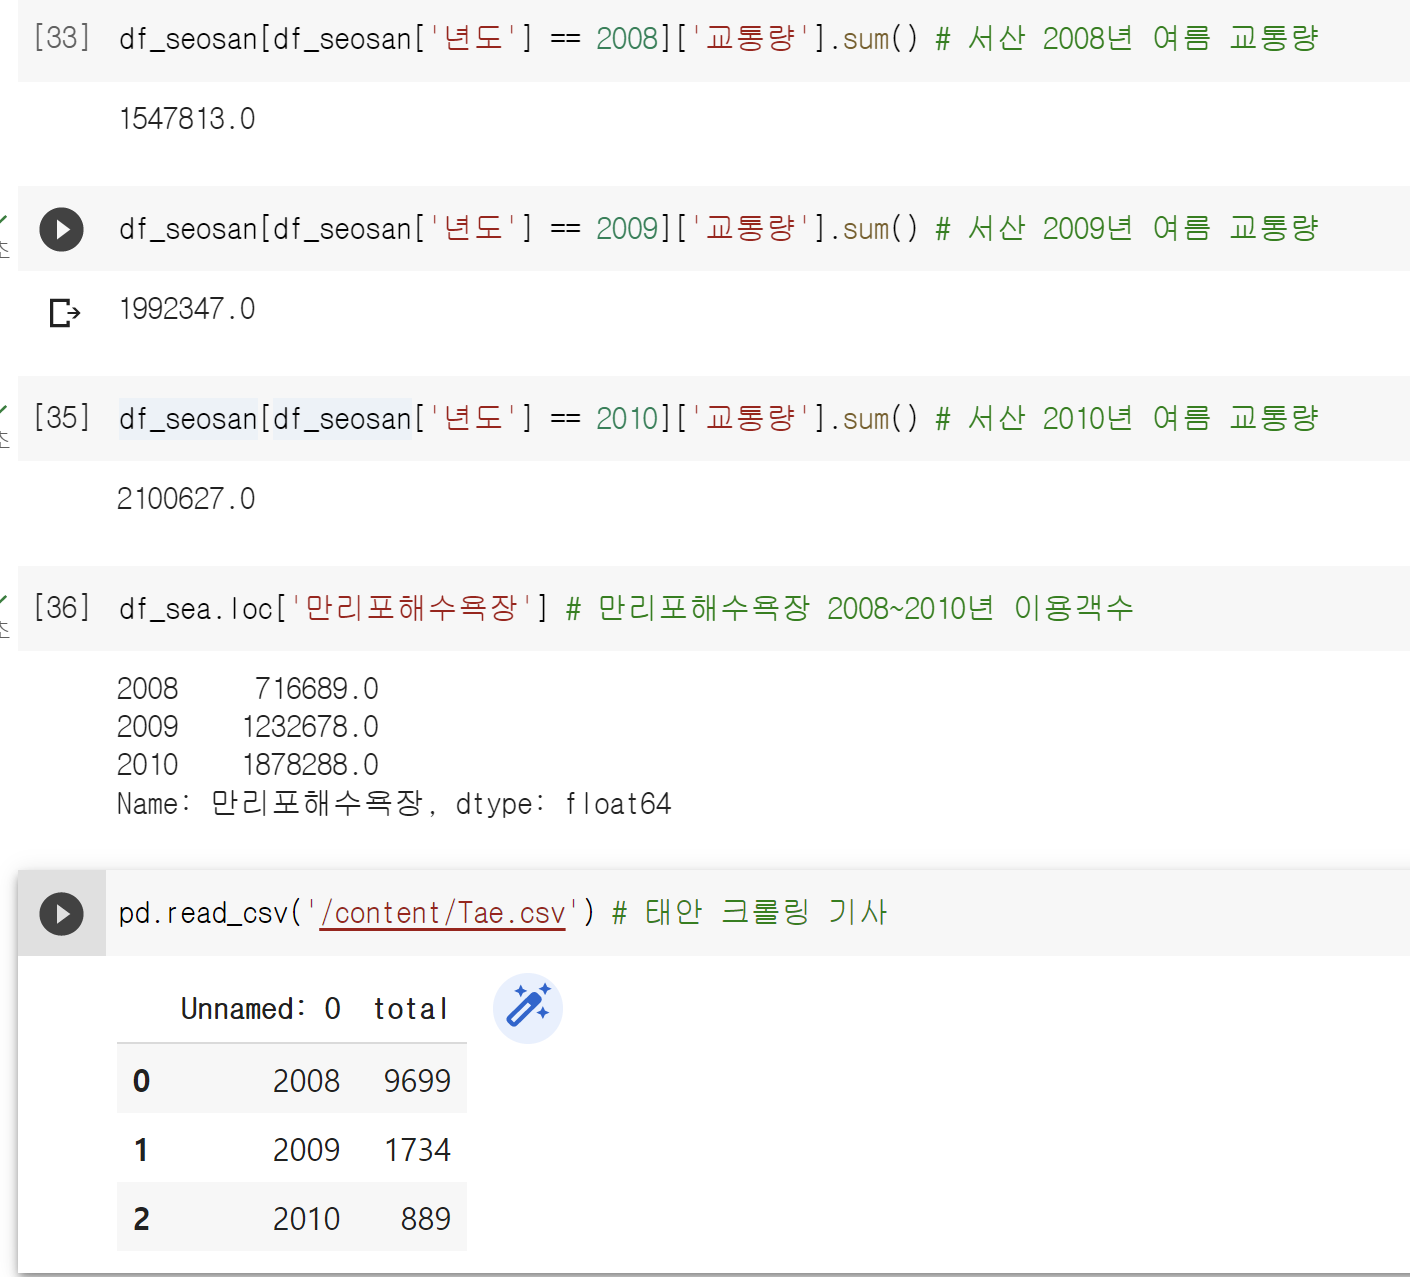 [33] df_seosan[df_seosan['년도'] == 2008]['교통량'].sum() # 서산 2008년 여름 교통량
1547813.0
df_seosan[df_seosan['년도'] == 2009]['교통량'].sum() # 서산 2009년 여름 교통량
초
1992347.0
[35] df_seosan[df_seosan['년도'] == 2010]['교통량'].sum() # 서산 2010년 여름 교통량
초
2100627.0
[36] df_sea.loc['만리포해수욕장'] # 만리포해수욕장 2008~2010년 이용객수
초
2008 716689.0
2009 1232678.0
2010 1878288.0
Name: 만리포해수욕장, dtype: float64
pd.read_csv('/content/Tae.csv') # 태안 크롤링 기사
Unnamed: 0 total
0 2008 9699
1 2009 1734
2 2010 889